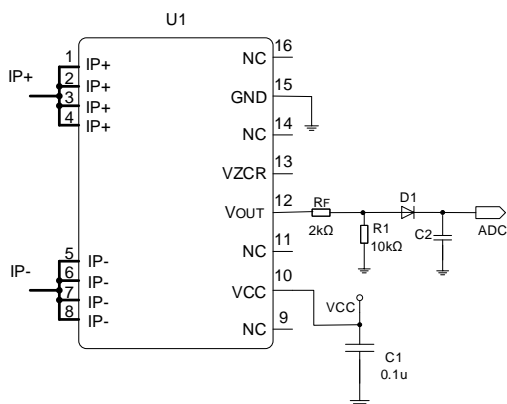 U1
1 IP+
2 IP+
3 IP+
4 IP+
IP+
5 IP-
6 IP-
7 IP-
8 IP-
IP-
NC 16
GND 15
NC 14
VZCR 13
VOUT 12
NC 11
VCC 10
NC 9
RF
2kΩ
R1
10kΩ
D1
C2
ADC
VCC
C1
0.1u